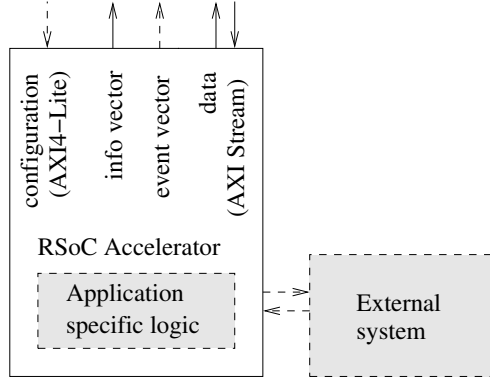 configuration
(AXI4−Lite)
info vector
event vector
data
(AXI Stream)
RSoC Accelerator
Application
specific logic
External
system